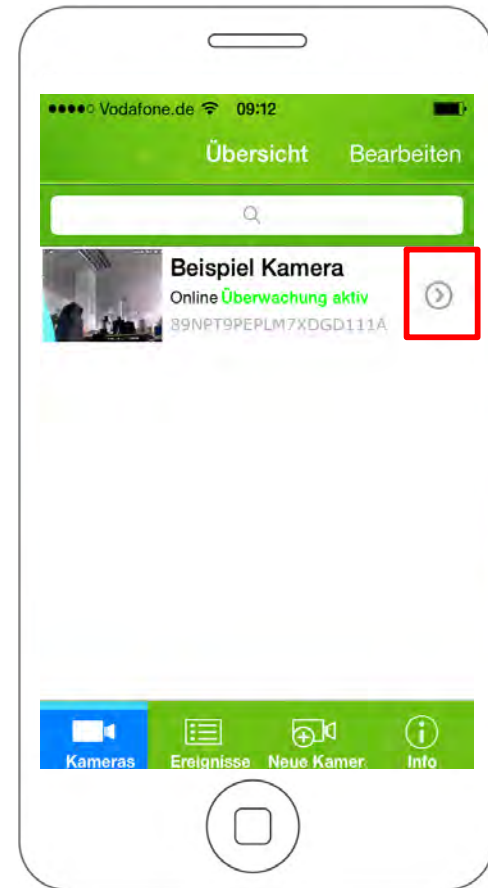 Vodafone.de 09:12
Übersicht Bearbeiten
Beispiel Kamera
Online Überwachung aktiv
89NPT9PEPLM7XDGD111A
Kameras Ereignisse Neue Kamer Info